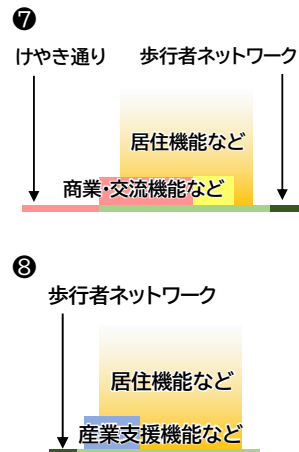 ❼
けやき通り 歩行者ネットワーク
居住機能など
商業・交流機能など
❽
歩行者ネットワーク
居住機能など
産業支援機能など